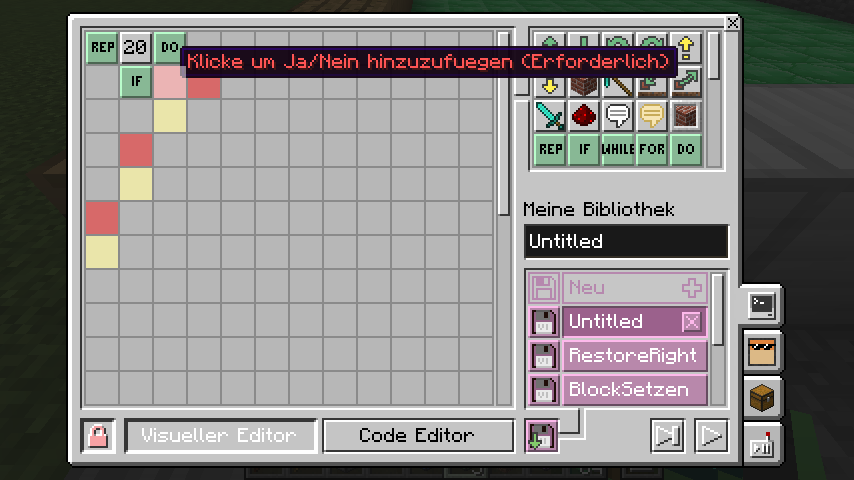 REP 20 DO
Klicke um Ja/Nein hinzuzufuegen (Erforderlich)
IF
REP IF WHILE FOR DO
Meine Bibliothek
Untitled
Neu
Untitled
RestoreRight
BlockSetzen
Visueller Editor
Code Editor